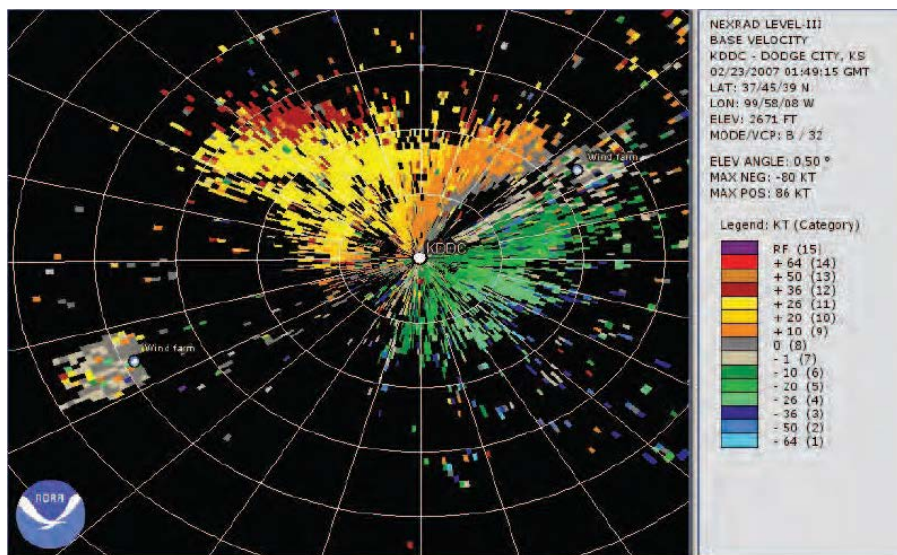 NEXRAD LEVEL-III
BASE VELOCITY
KDDC - DODGE CITY, KS
02/23/2007 01:49:15 GMT
LAT: 37/45/39 N
LON: 99/58/08 W
ELEV: 2671 FT
MODE/VCP: B / 32
ELEV ANGLE: 0.50 °
MAX NEG: -80 KT
MAX POS: 86 KT
Legend: KT (Category)
RF (15)
+ 64 (14)
+ 50 (13)
+ 36 (12)
+ 26 (11)
+ 20 (10)
+ 10 (9)
0 (8)
- 1 (7)
- 10 (6)
- 20 (5)
- 26 (4)
- 36 (3)
- 50 (2)
- 64 (1)
Wind farm
KDDC
Wind farm
NOAA